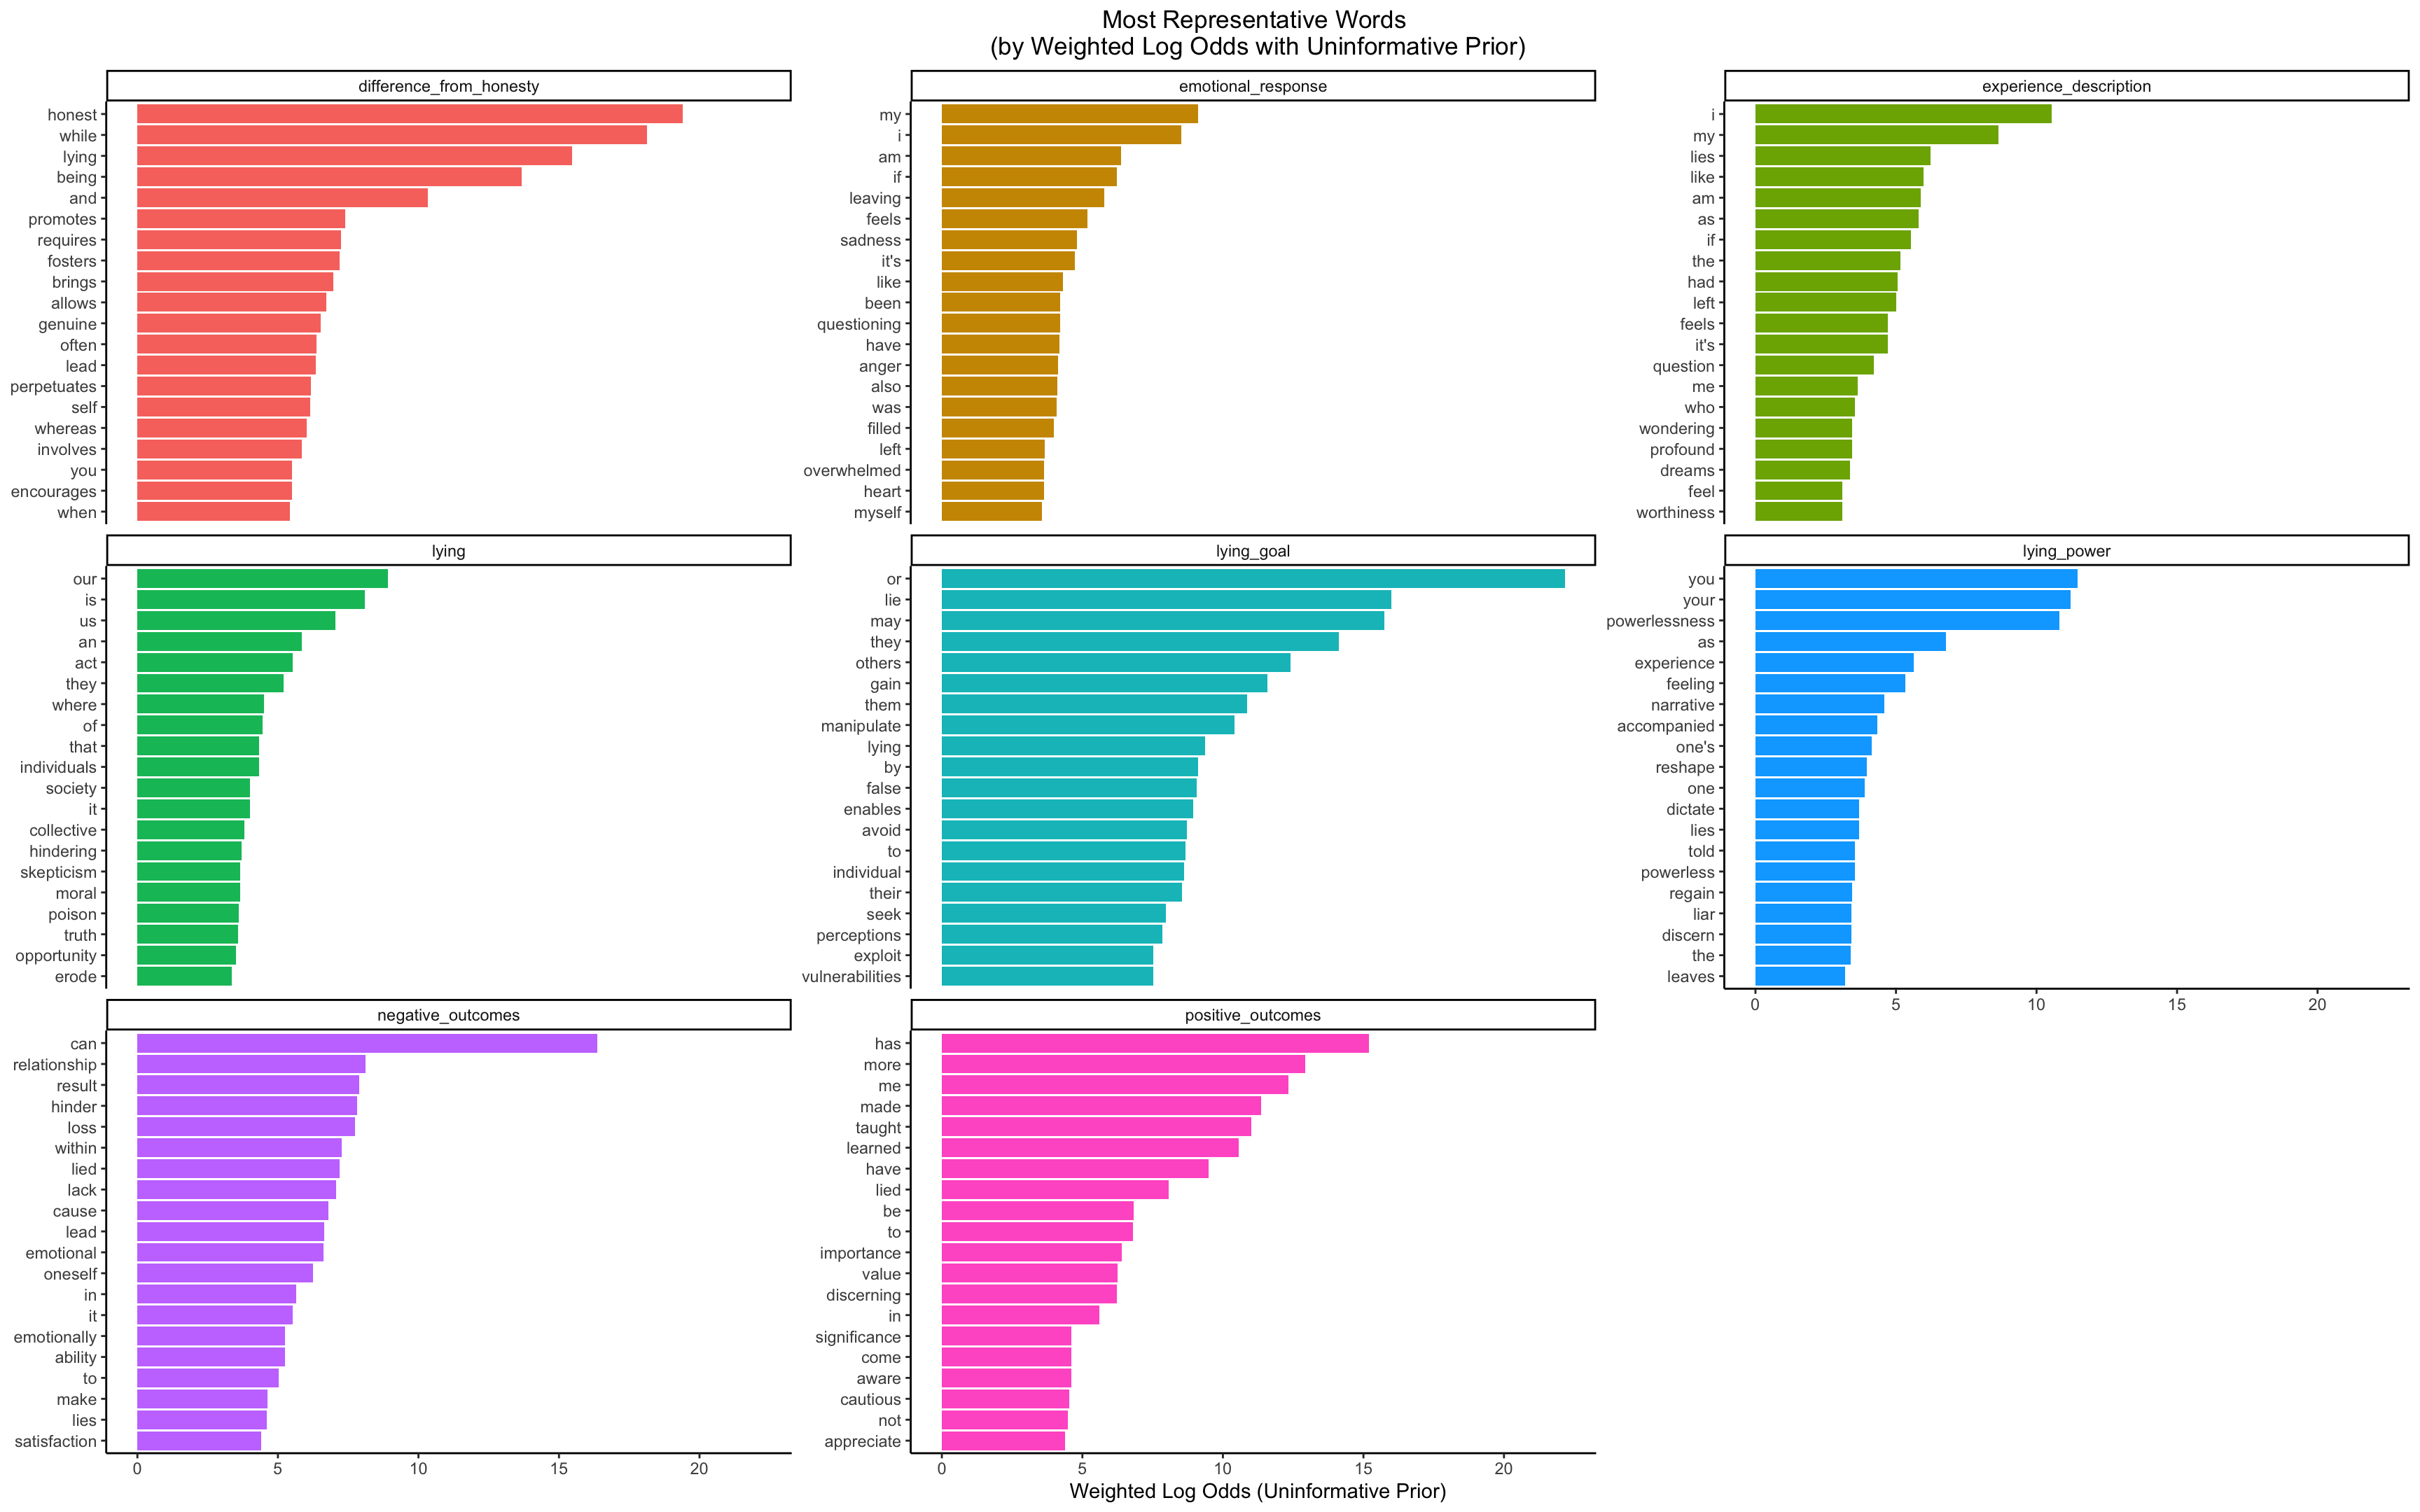 Most Representative Words
(by Weighted Log Odds with Uninformative Prior)
difference_from_honesty
honest
while
lying
being
and
promotes
requires
fosters
brings
allows
genuine
often
lead
perpetuates
self
whereas
involves
you
encourages
when
emotional_response
my
i
am
if
leaving
feels
sadness
it's
like
been
questioning
have
anger
also
was
filled
left
overwhelmed
heart
myself
experience_description
i
my
lies
like
am
as
if
the
had
left
feels
it's
question
me
who
wondering
profound
dreams
feel
worthiness
lying
our
is
us
an
act
they
where
of
that
individuals
society
it
collective
hindering
skepticism
moral
poison
truth
opportunity
erode
lying_goal
or
lie
may
they
others
gain
them
manipulate
lying
by
false
enables
avoid
to
individual
their
seek
perceptions
exploit
vulnerabilities
lying_power
you
your
powerlessness
as
experience
feeling
narrative
accompanied
one's
reshape
one
dictate
lies
told
powerless
regain
liar
discern
the
leaves
0 5 10 15 20
negative_outcomes
can
relationship
result
hinder
loss
within
lied
lack
cause
lead
emotional
oneself
in
it
emotionally
ability
to
make
lies
satisfaction
0 5 10 15 20
positive_outcomes
has
more
me
made
taught
learned
have
lied
be
to
importance
value
discerning
in
significance
come
aware
cautious
not
appreciate
0 5 10 15 20
Weighted Log Odds (Uninformative Prior)